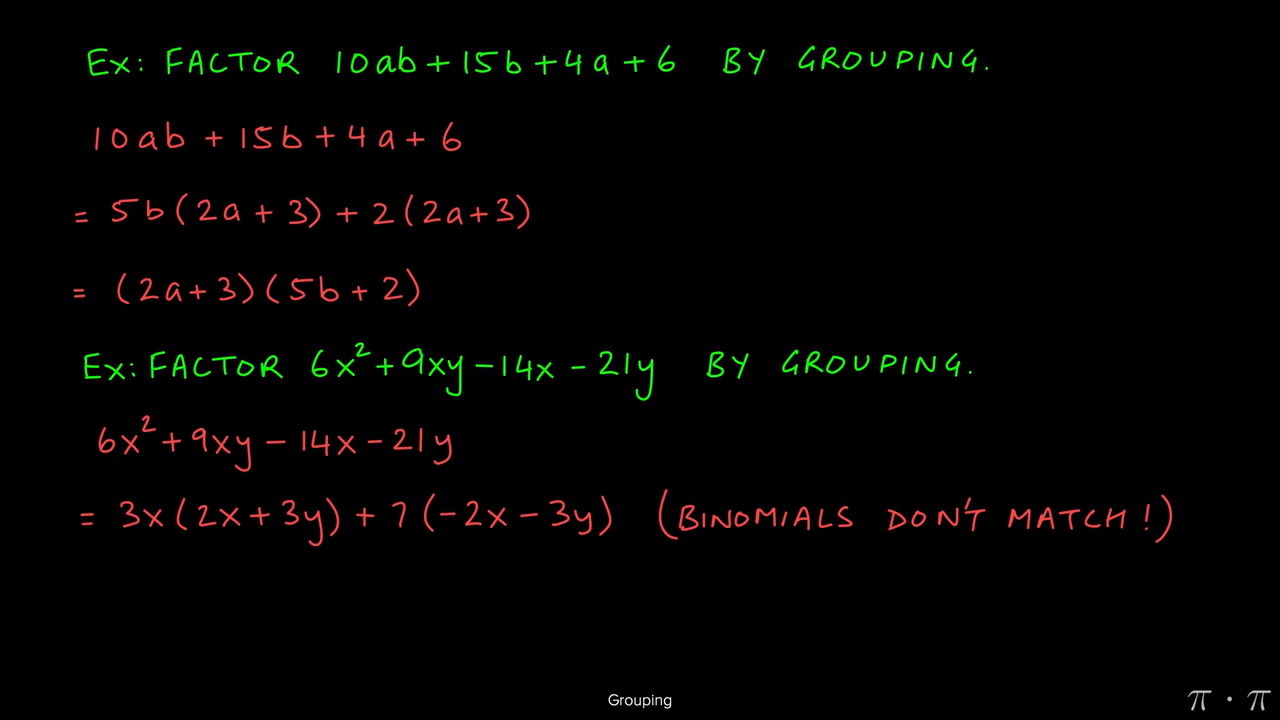 Ex: FACTOR 10ab + 15b + 4a + 6 BY GROUPING.
10ab + 15b + 4a + 6
= 5b(2a + 3) + 2(2a+3)
= (2a+3)(5b+2)
Ex: FACTOR 6x² + 9xy - 14x - 21y BY GROUPING.
6x² + 9xy - 14x - 21y
= 3x(2x + 3y) + 7(-2x - 3y) (BINOMIALS DON'T MATCH!)
Grouping
π · π